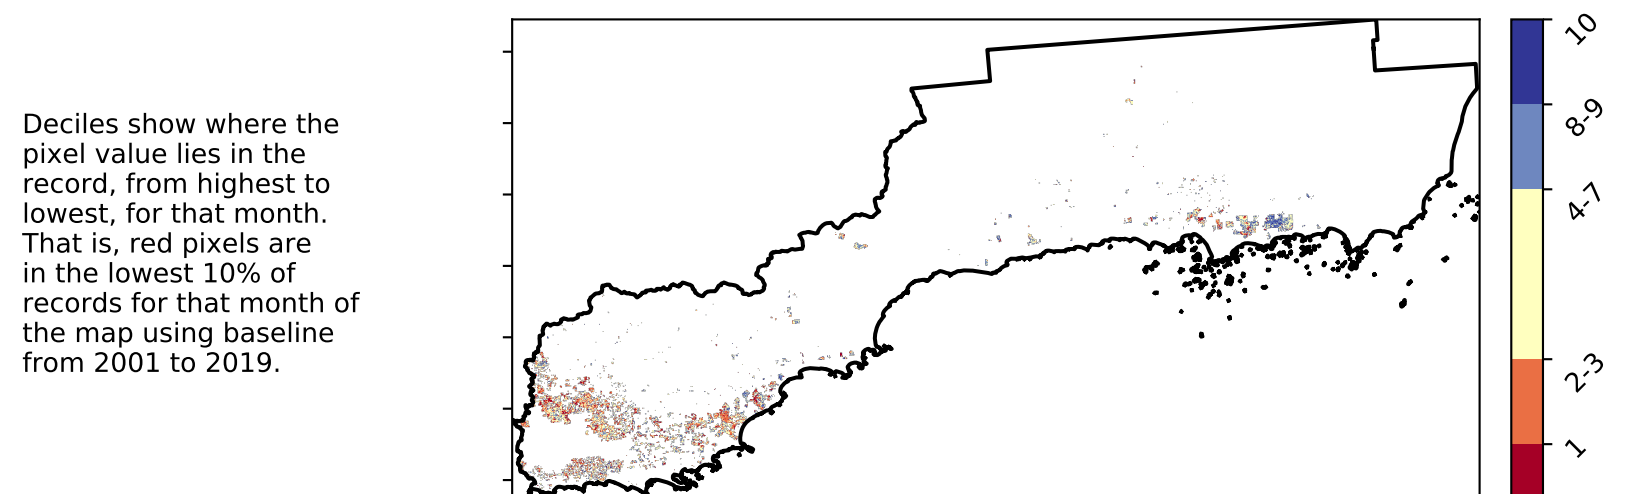 Deciles show where the
pixel value lies in the
record, from highest to
lowest, for that month.
That is, red pixels are
in the lowest 10% of
records for that month of
the map using baseline
from 2001 to 2019.
10
8-9
4-7
2-3
1